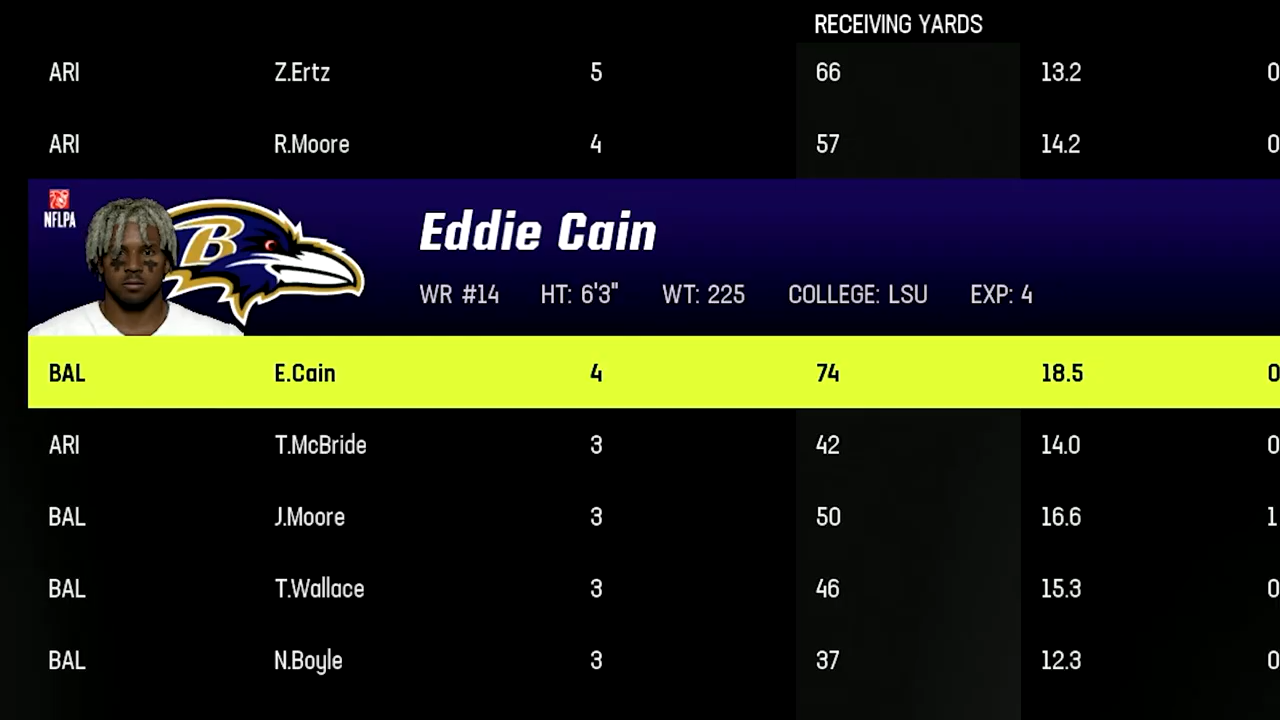 RECEIVING YARDS
ARI Z.Ertz 5 66 13.2 0
ARI R.Moore 4 57 14.2 0
NFLPA
B
Eddie Cain
WR #14 HT: 6'3" WT: 225 COLLEGE: LSU EXP: 4
BAL E.Cain 4 74 18.5 0
ARI T.McBride 3 42 14.0 0
BAL J.Moore 3 50 16.6 1
BAL T.Wallace 3 46 15.3 0
BAL N.Boyle 3 37 12.3 0